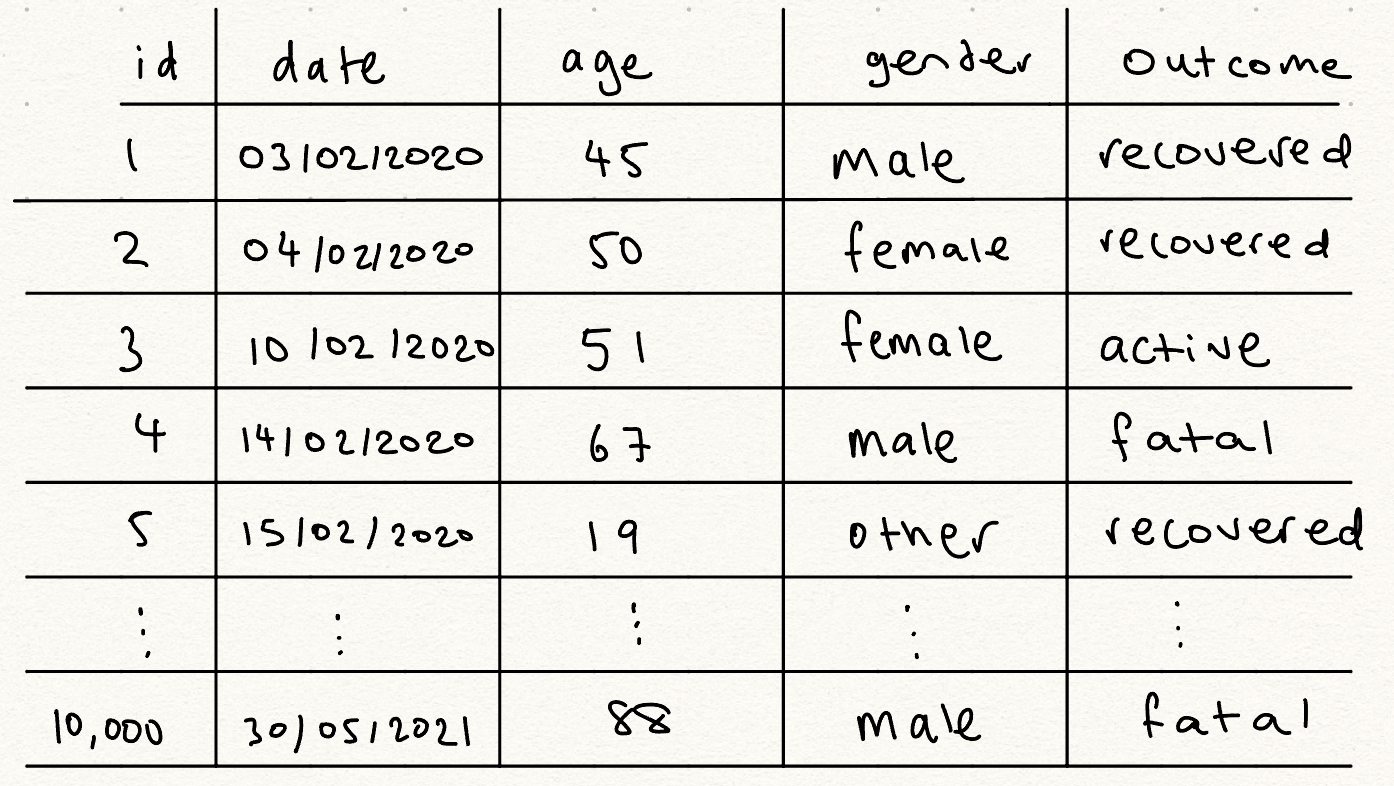 id date age gender outcome
1 03/02/2020 45 male recovered
2 04/02/2020 50 female recovered
3 10/02/2020 51 female active
4 14/02/2020 67 male fatal
5 15/02/2020 19 other recovered
⋮ ⋮ ⋮ ⋮ ⋮
10,000 30/05/2021 88 male fatal